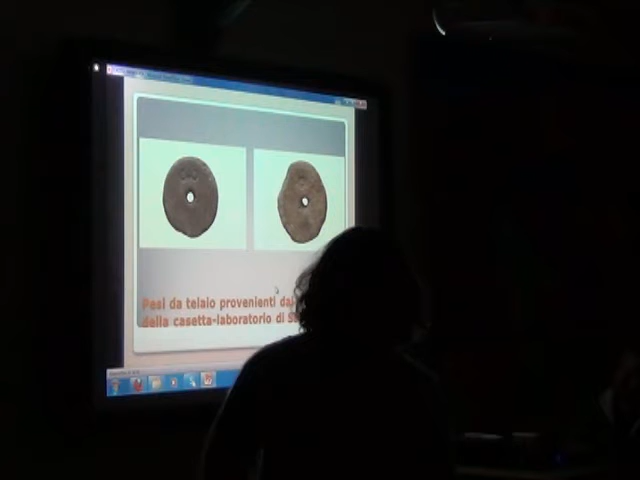 Pesi da telaio provenienti dal
della casetta-laboratorio di